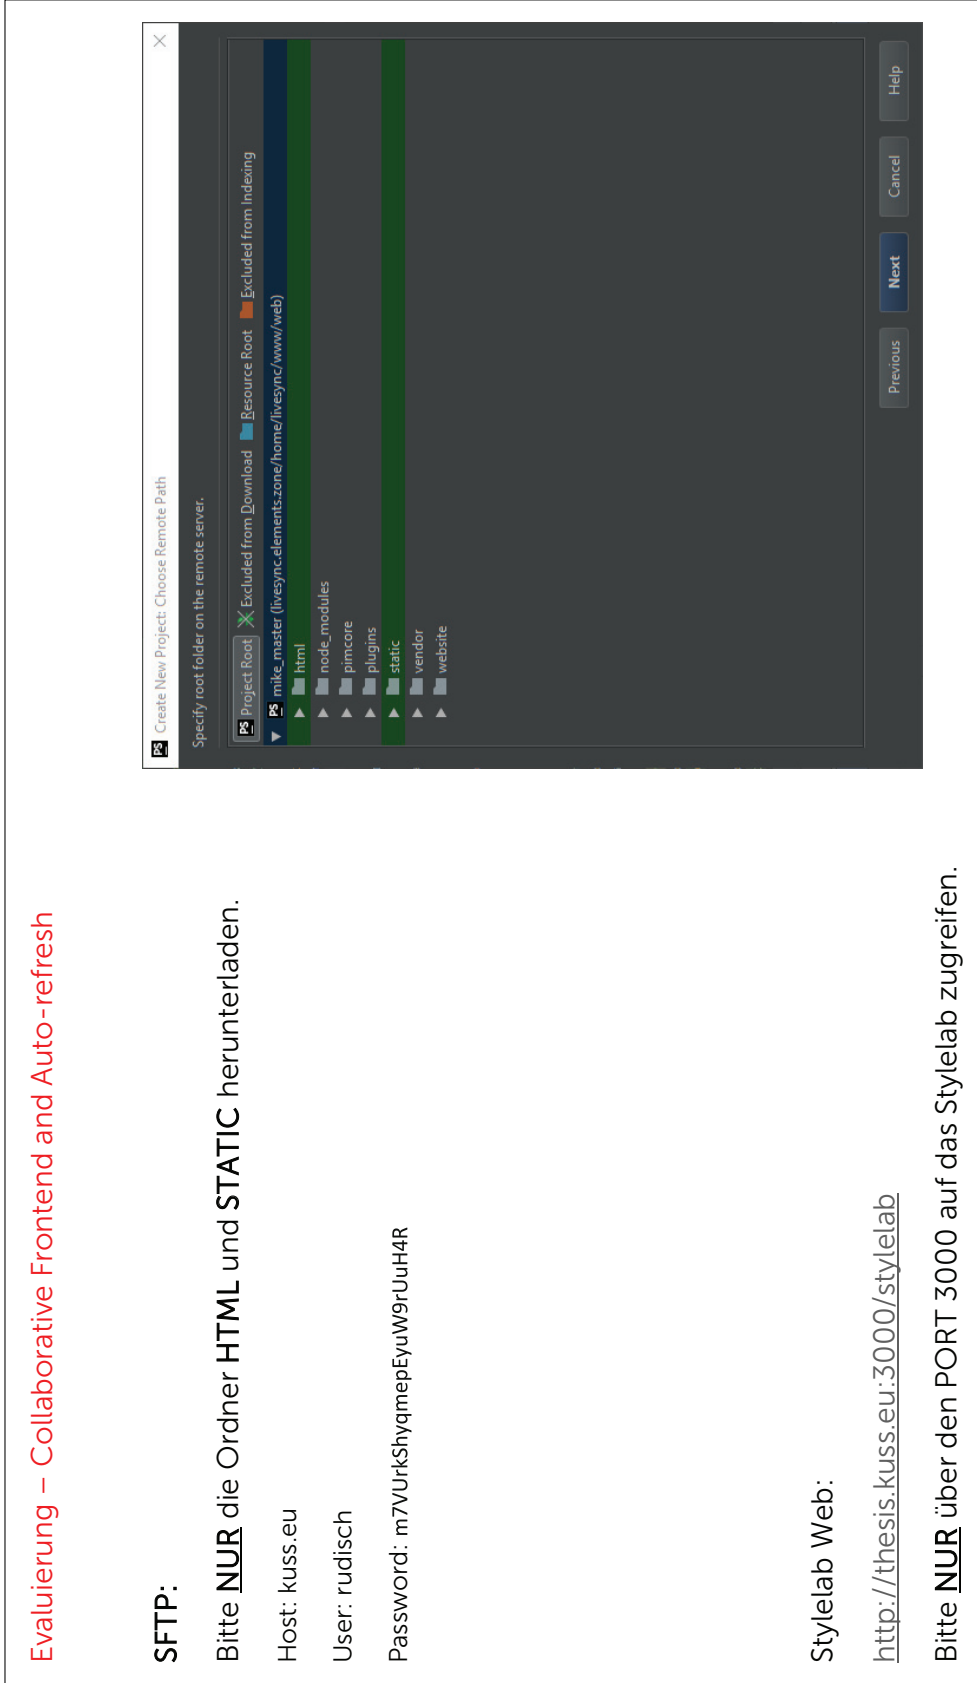 Evaluierung – Collaborative Frontend and Auto-refresh
SFTP:
Bitte NUR die Ordner HTML und STATIC herunterladen.
Host: kuss.eu
User: rudisch
Password: m7VUrkShyqmepEyuW9rUuH4R
Stylelab Web:
http://thesis.kuss.eu:3000/stylelab
Bitte NUR über den PORT 3000 auf das Stylelab zugreifen.
PS Create New Project: Choose Remote Path
Specify root folder on the remote server.
PS Project Root Excluded from Download Resource Root Excluded from Indexing
PS mike_master (livesync.elements.zone/home/livesync/www/web)
html
node_modules
pimcore
plugins
static
vendor
website
Previous Next Cancel Help